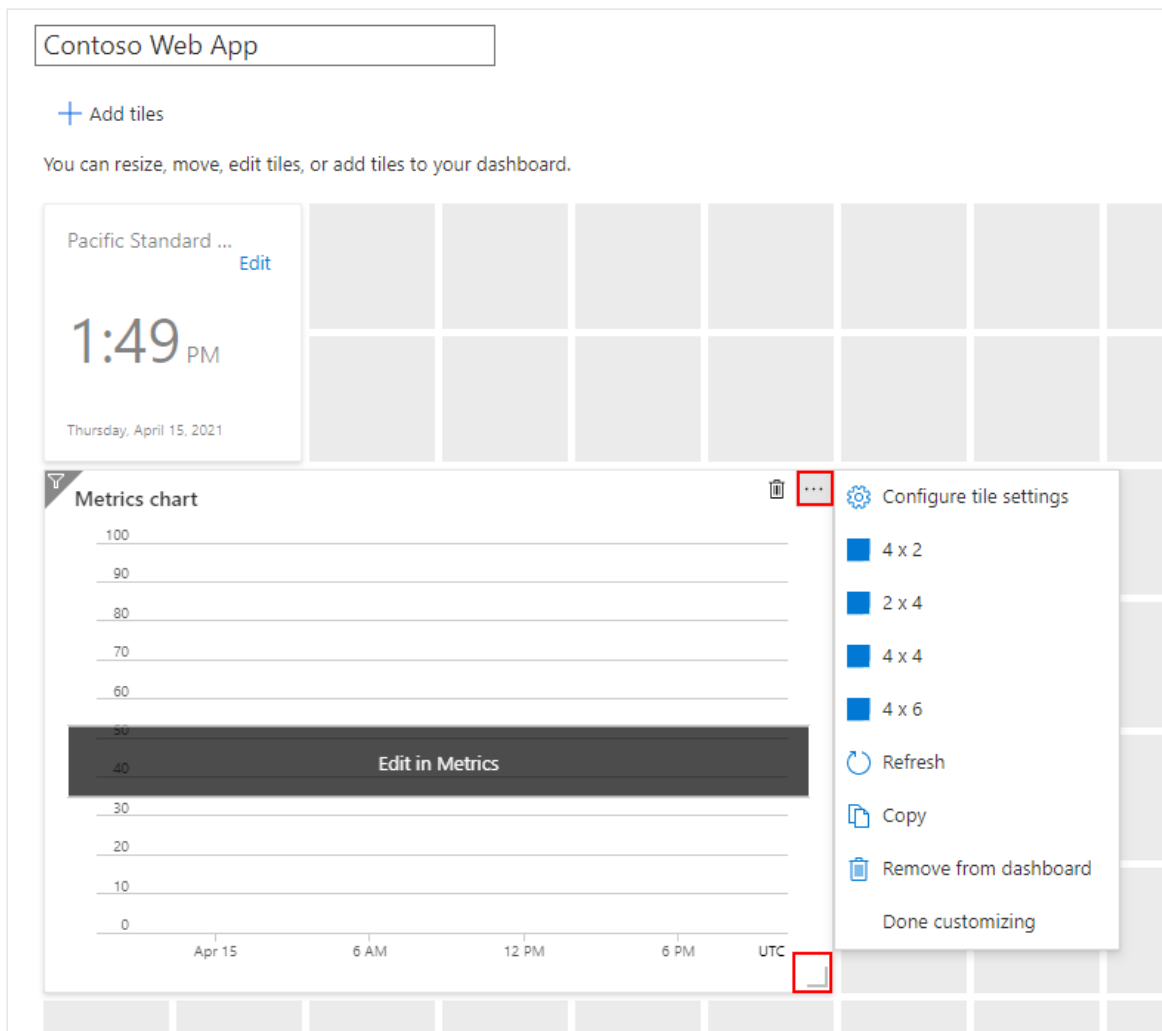 Contoso Web App
Add tiles
You can resize, move, edit tiles, or add tiles to your dashboard.
Pacific Standard ...
Edit
1:49 PM
Thursday, April 15, 2021
Metrics chart
...
100
90
80
70
60
50
40
Edit in Metrics
30
20
10
0
Apr 15 6 AM 12 PM 6 PM UTC
Configure tile settings
4 x 2
2 x 4
4 x 4
4 x 6
Refresh
Copy
Remove from dashboard
Done customizing